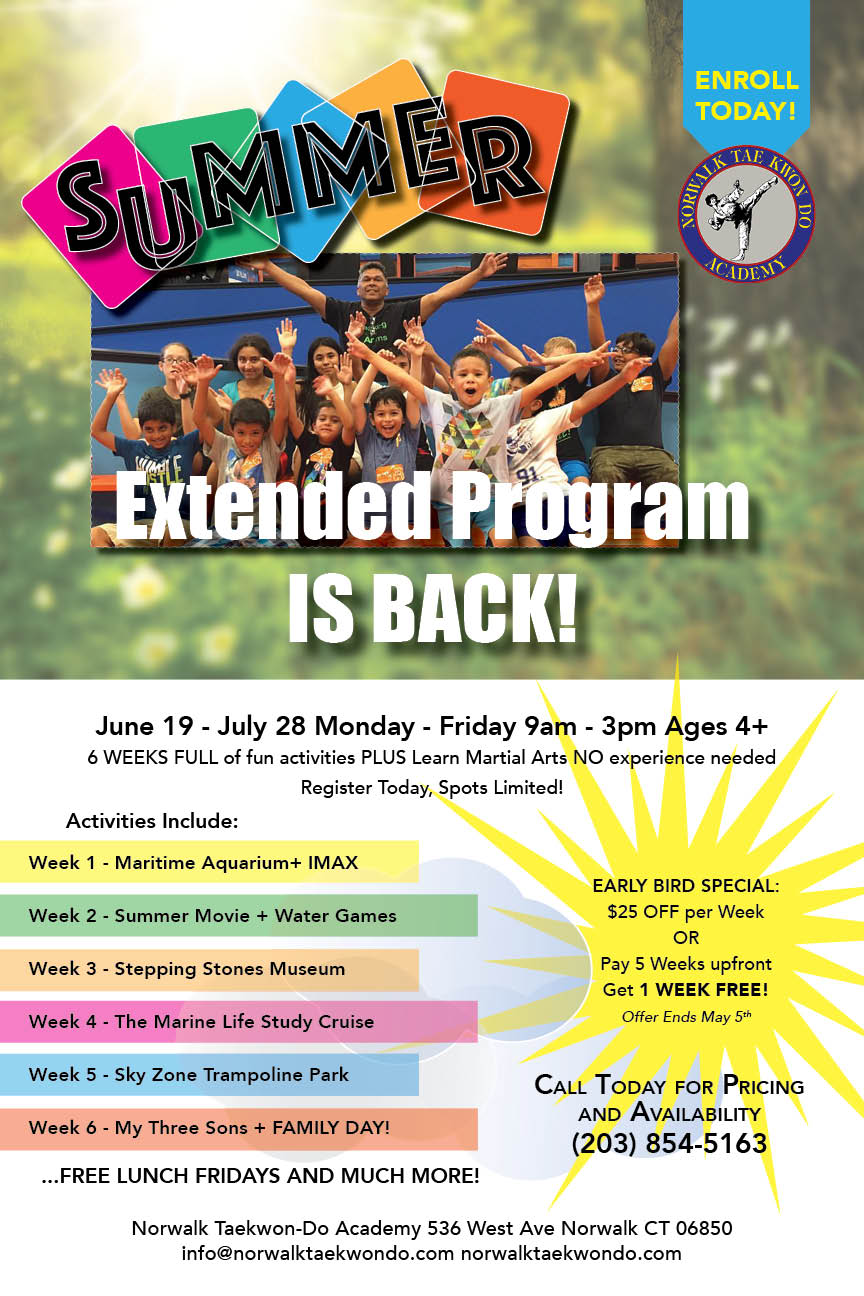 ENROLL
TODAY!
SUMMER
NORWALK TAE KWON DO
ACADEMY
Extended Program
IS BACK!
June 19 - July 28 Monday - Friday 9am - 3pm Ages 4+
6 WEEKS FULL of fun activities PLUS Learn Martial Arts NO experience needed
Register Today, Spots Limited!
Activities Include:
Week 1 - Maritime Aquarium+ IMAX
Week 2 - Summer Movie + Water Games
Week 3 - Stepping Stones Museum
Week 4 - The Marine Life Study Cruise
Week 5 - Sky Zone Trampoline Park
Week 6 - My Three Sons + FAMILY DAY!
...FREE LUNCH FRIDAYS AND MUCH MORE!
EARLY BIRD SPECIAL:
$25 OFF per Week
OR
Pay 5 Weeks upfront
Get 1 WEEK FREE!
Offer Ends May 5th
CALL TODAY FOR PRICING
AND AVAILABILITY
(203) 854-5163
Norwalk Taekwon-Do Academy 536 West Ave Norwalk CT 06850
info@norwalktaekwondo.com norwalktaekwondo.com